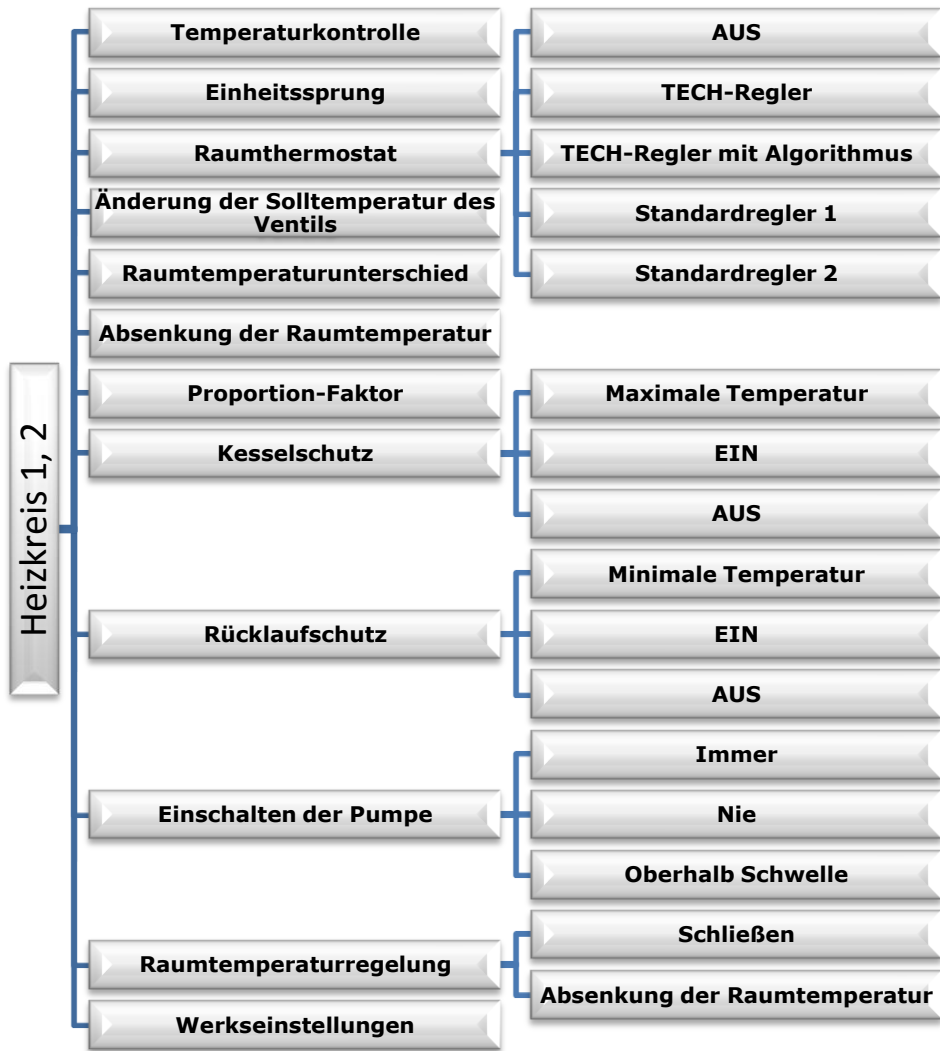 Heizkreis 1, 2
Temperaturkontrolle
Einheitssprung
Raumthermostat
AUS
TECH-Regler
TECH-Regler mit Algorithmus
Standardregler 1
Standardregler 2
Änderung der Solltemperatur des
Ventils
Raumtemperaturunterschied
Absenkung der Raumtemperatur
Proportion-Faktor
Kesselschutz
Maximale Temperatur
EIN
AUS
Rücklaufschutz
Minimale Temperatur
EIN
AUS
Einschalten der Pumpe
Immer
Nie
Oberhalb Schwelle
Raumtemperaturregelung
Schließen
Absenkung der Raumtemperatur
Werkseinstellungen